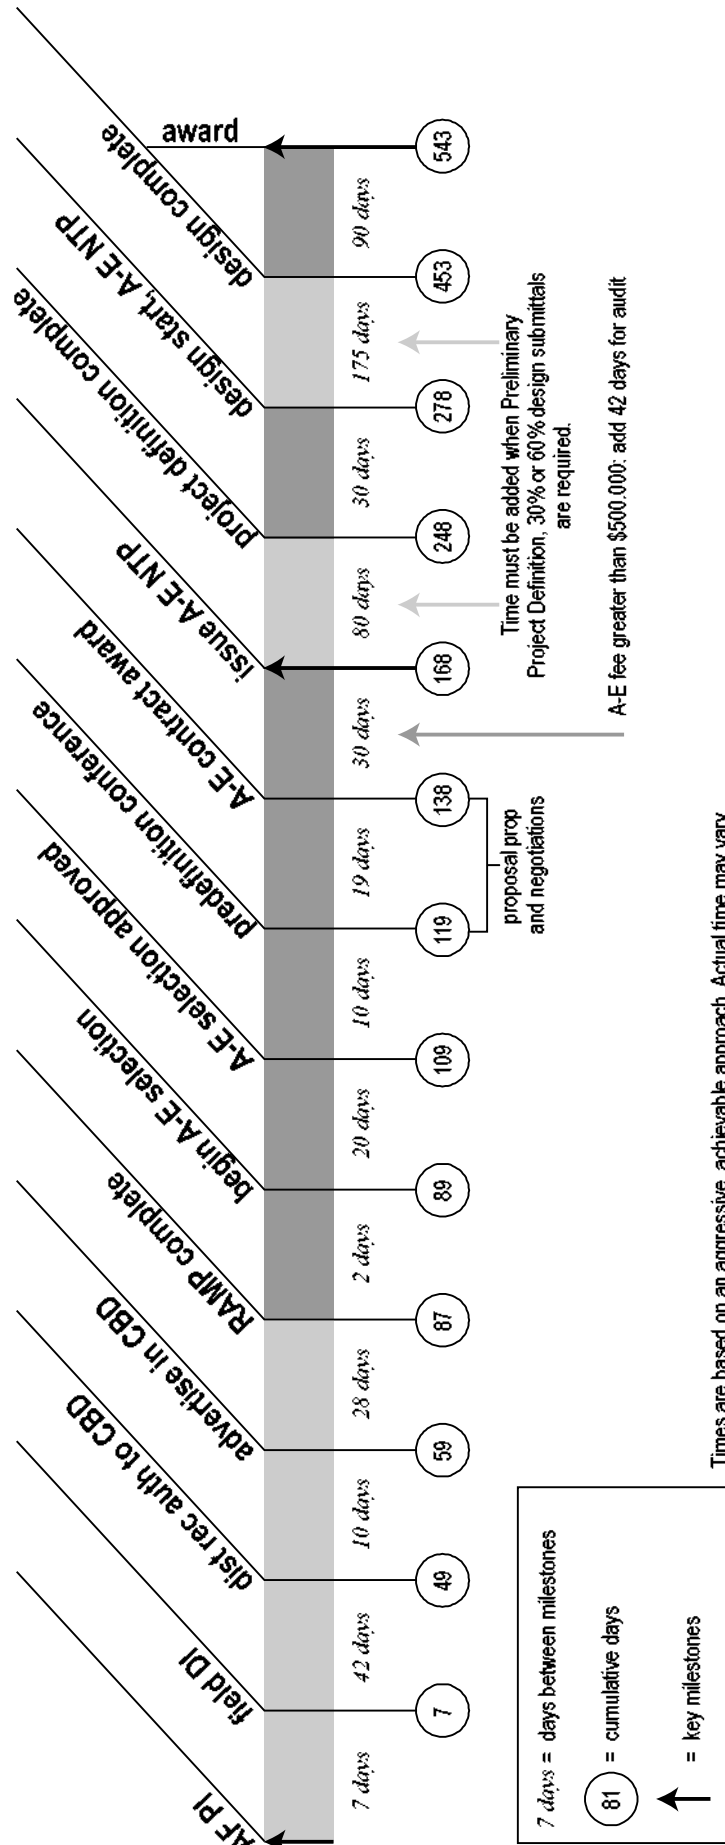 AF PI
field DI
dist rec auth to CBD
advertise in CBD
RAMP complete
begin A-E selection
A-E selection approved
predefinition conference
A-E contract award
issue A-E NTP
project definition complete
design start, A-E NTP
design complete
award
7 days
42 days
10 days
28 days
2 days
20 days
10 days
19 days
30 days
80 days
30 days
175 days
90 days
7
49
59
87
89
109
119
138
168
248
278
453
543
proposal prop
and negotiations
Time must be added when Preliminary
Project Definition, 30% or 60% design submittals
are required.
A-E fee greater than $500.000: add 42 days for audit
7 days = days between milestones
81 = cumulative days
= key milestones
Times are based on an aggressive, achievable approach. Actual time may vary